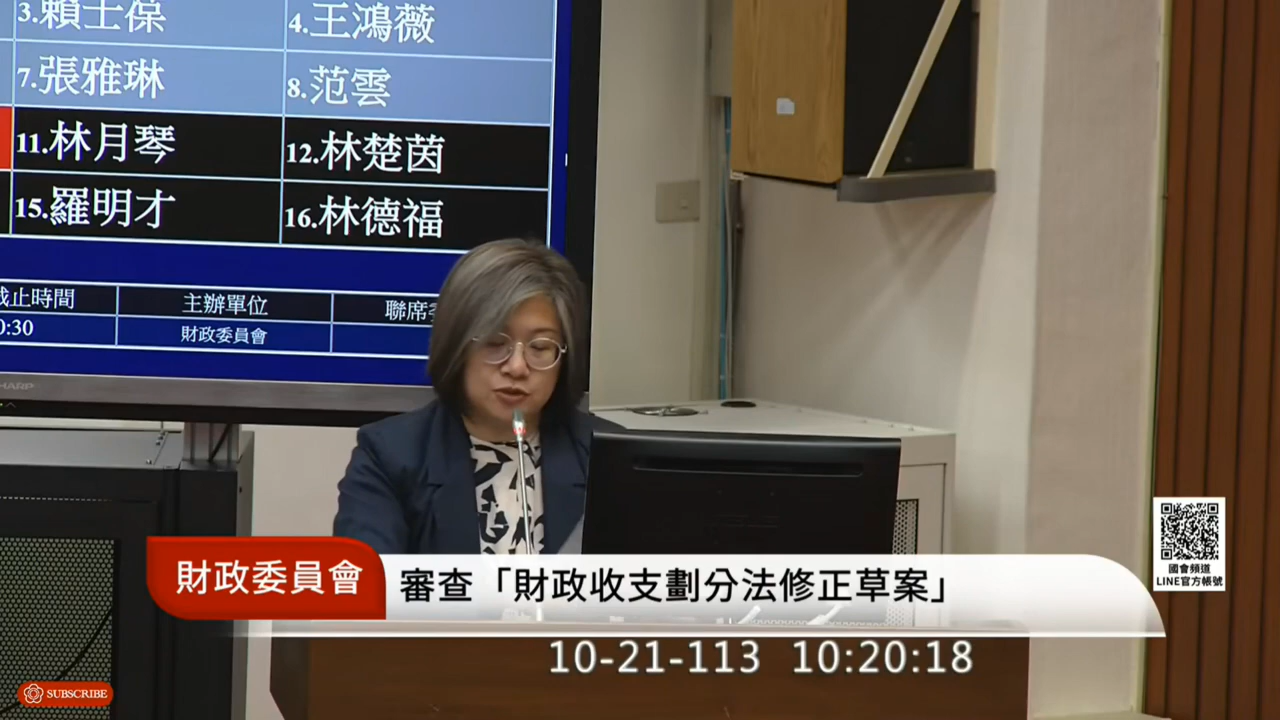 3.賴士葆 4.王鴻薇
7.張雅琳 8.范雲
11.林月琴 12.林楚茵
15.羅明才 16.林德福
截止時間 主辦單位 聯席
0:30 財政委員會
SHARP
財政委員會
審查「財政收支劃分法修正草案」
國會頻道
LINE官方帳號
10-21-113 10:20:18
SUBSCRIBE